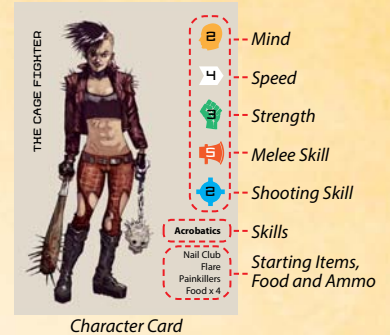 THE CAGE FIGHTER
2
Mind
4
Speed
3
Strength
5
Melee Skill
2
Shooting Skill
Acrobatics
Skills
Nail Club
Flare
Painkillers
Food x 4
Starting Items,
Food and Ammo
Character Card